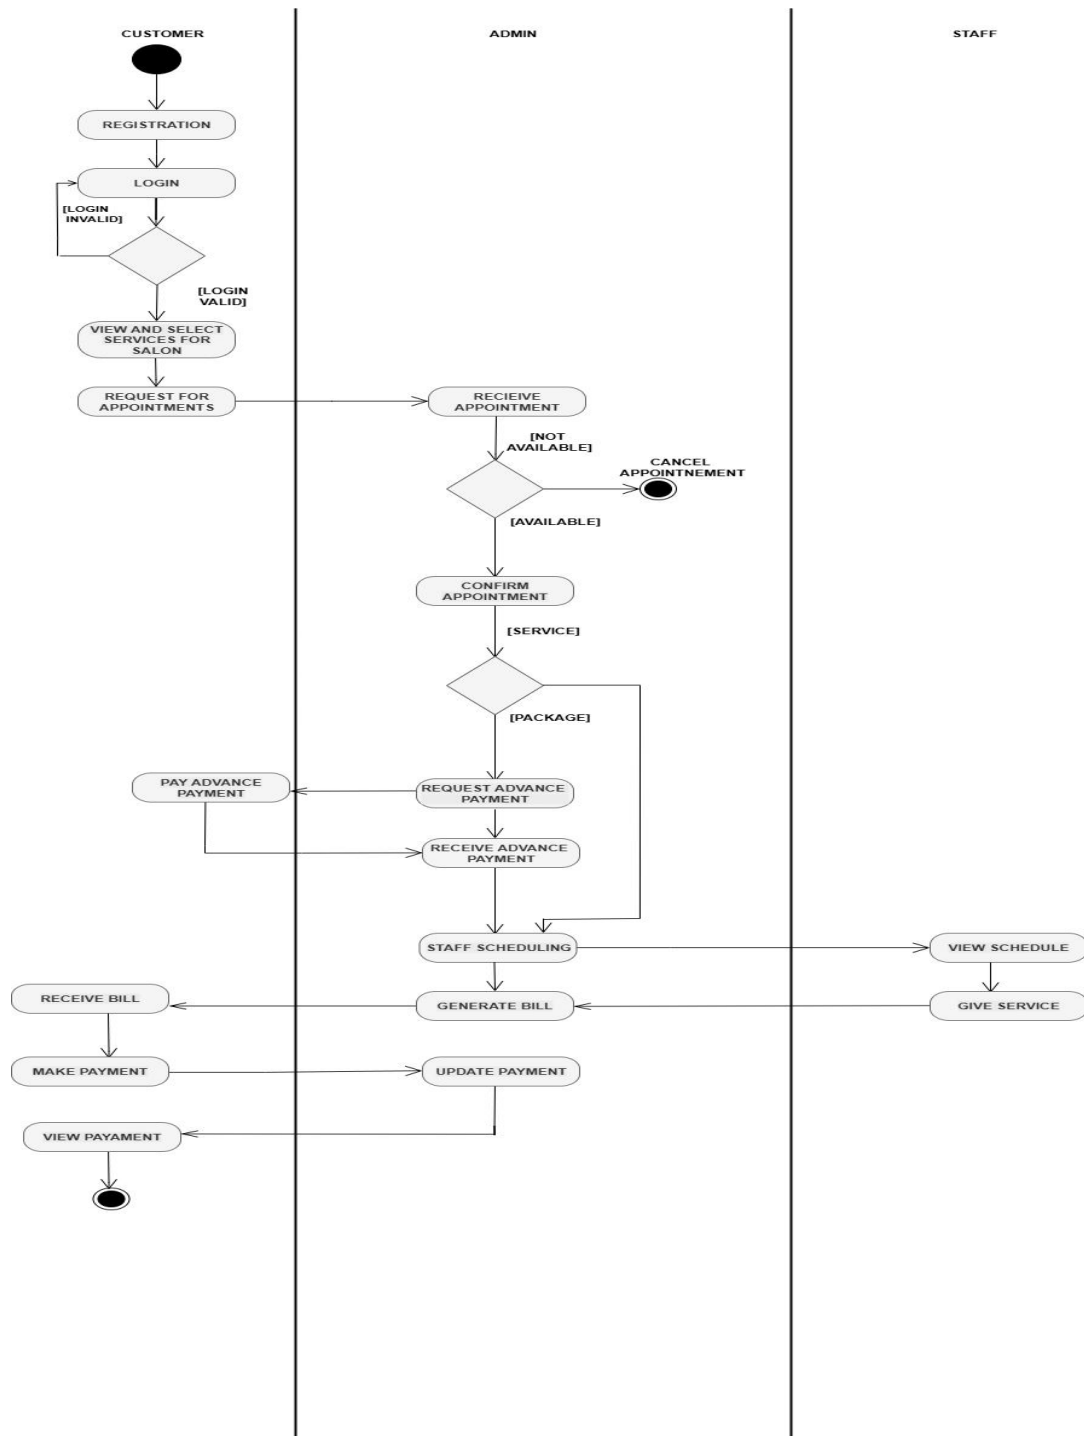 CUSTOMER
ADMIN
STAFF
REGISTRATION
LOGIN
[LOGIN
INVALID]
[LOGIN
VALID]
VIEW AND SELECT
SERVICES FOR
SALON
REQUEST FOR
APPOINTMENTS
RECIEIVE
APPOINTMENT
[NOT
AVAILABLE]
CANCEL
APPOINTNEMENT
[AVAILABLE]
CONFIRM
APPOINTMENT
[SERVICE]
[PACKAGE]
PAY ADVANCE
PAYMENT
REQUEST ADVANCE
PAYMENT
RECEIVE ADVANCE
PAYMENT
STAFF SCHEDULING
VIEW SCHEDULE
RECEIVE BILL
GENERATE BILL
GIVE SERVICE
MAKE PAYMENT
UPDATE PAYMENT
VIEW PAYAMENT